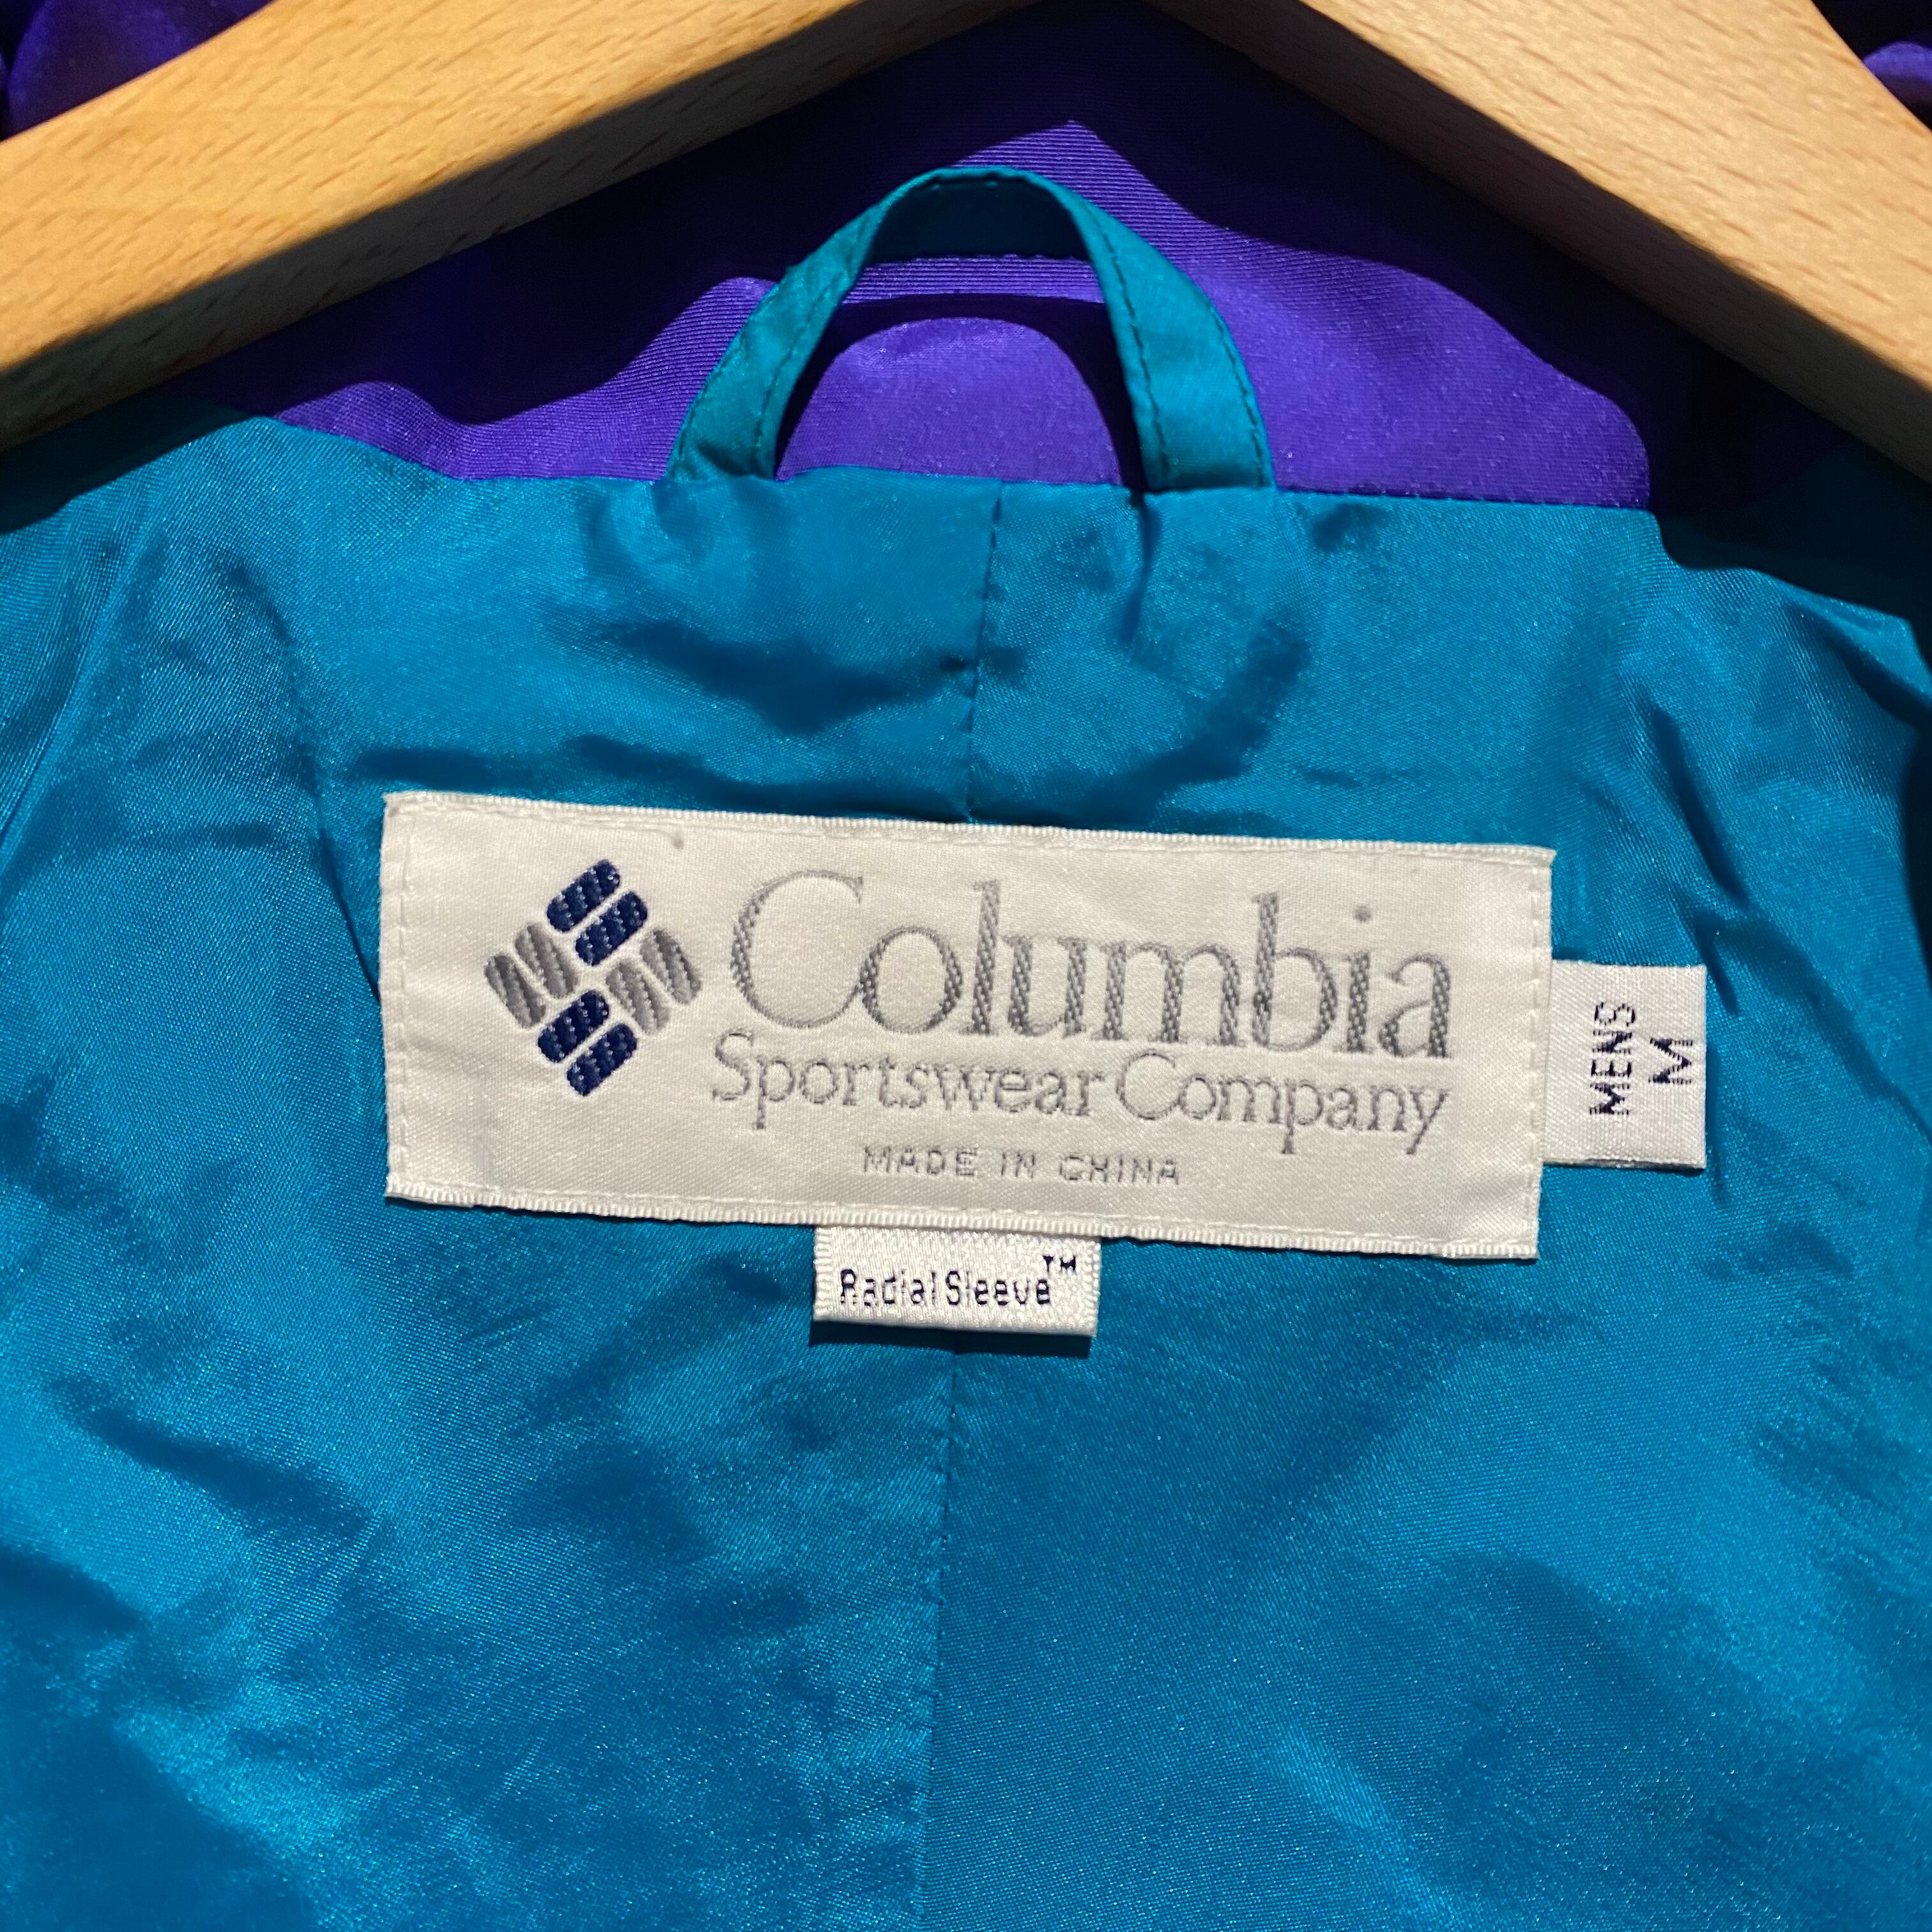 Columbia
Sportswear Company
MADE IN CHINA
MENS
M
Radial Sleeve™